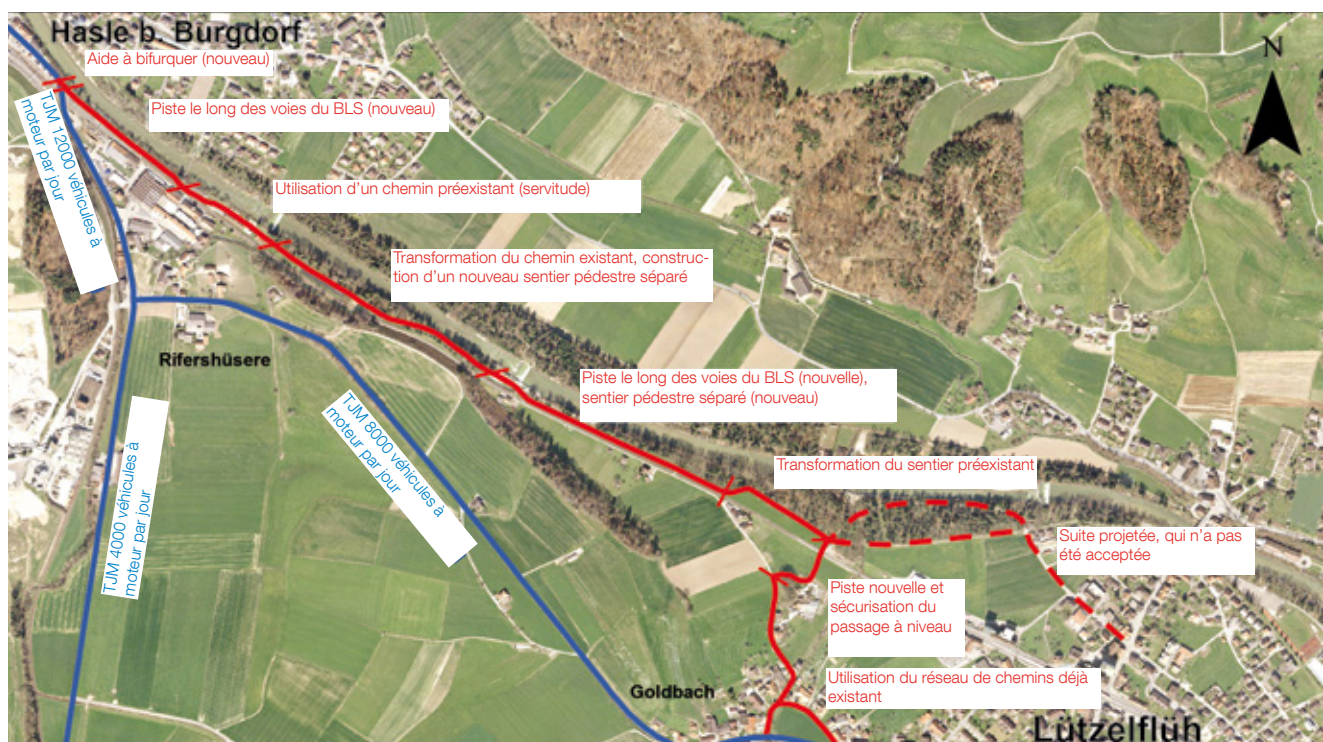 Hasle b. Burgdorf
Aide à bifurquer (nouveau)
N
TJM 12000 véhicules à
moteur par jour
Piste le long des voies du BLS (nouveau)
Utilisation d'un chemin préexistant (servitude)
Transformation du chemin existant, construc-
tion d'un nouveau sentier pédestre séparé
Rifershüsere
Piste le long des voies du BLS (nouvelle),
sentier pédestre séparé (nouveau)
TJM 8000 véhicules à
moteur par jour
TJM 4000 véhicules à
moteur par jour
Transformation du sentier préexistant
Suite projetée, qui n'a pas
été acceptée
Piste nouvelle et
sécurisation du
passage à niveau
Utilisation du réseau de chemins déjà
existant
Goldbach
Lützelflüh